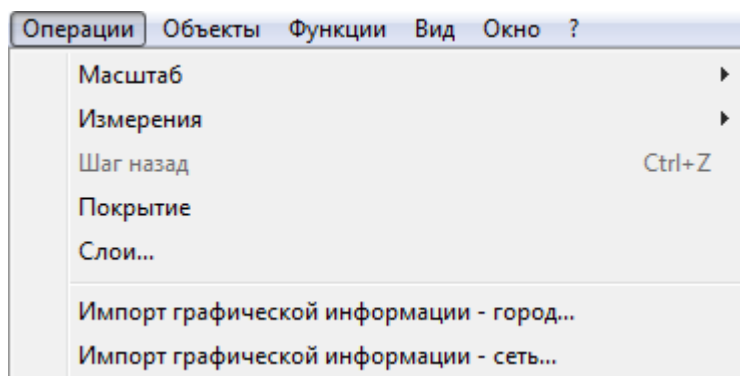 Операции Объекты Функции Вид Окно ?
Масштаб
Измерения
Шаг назад Ctrl+Z
Покрытие
Слои...
Импорт графической информации - город...
Импорт графической информации - сеть...